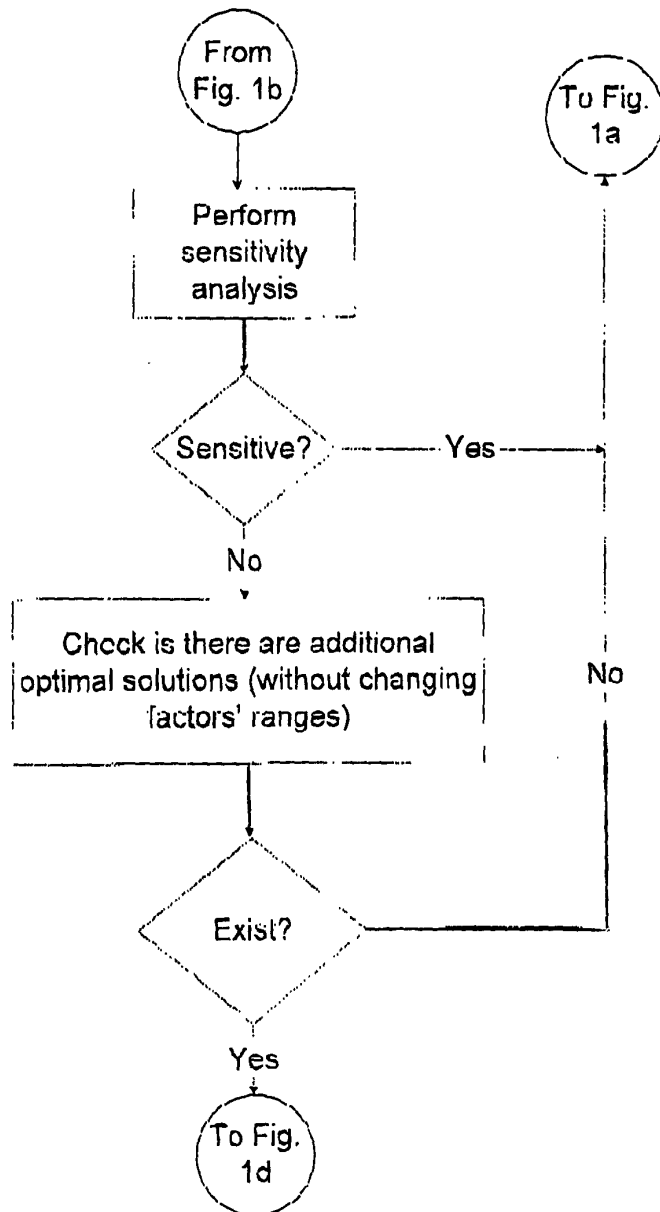 From
Fig. 1b
To Fig.
1a
Perform
sensitivity
analysis
Sensitive?
Yes
No
Check is there are additional
optimal solutions (without changing
factors' ranges)
No
Exist?
Yes
To Fig.
1d